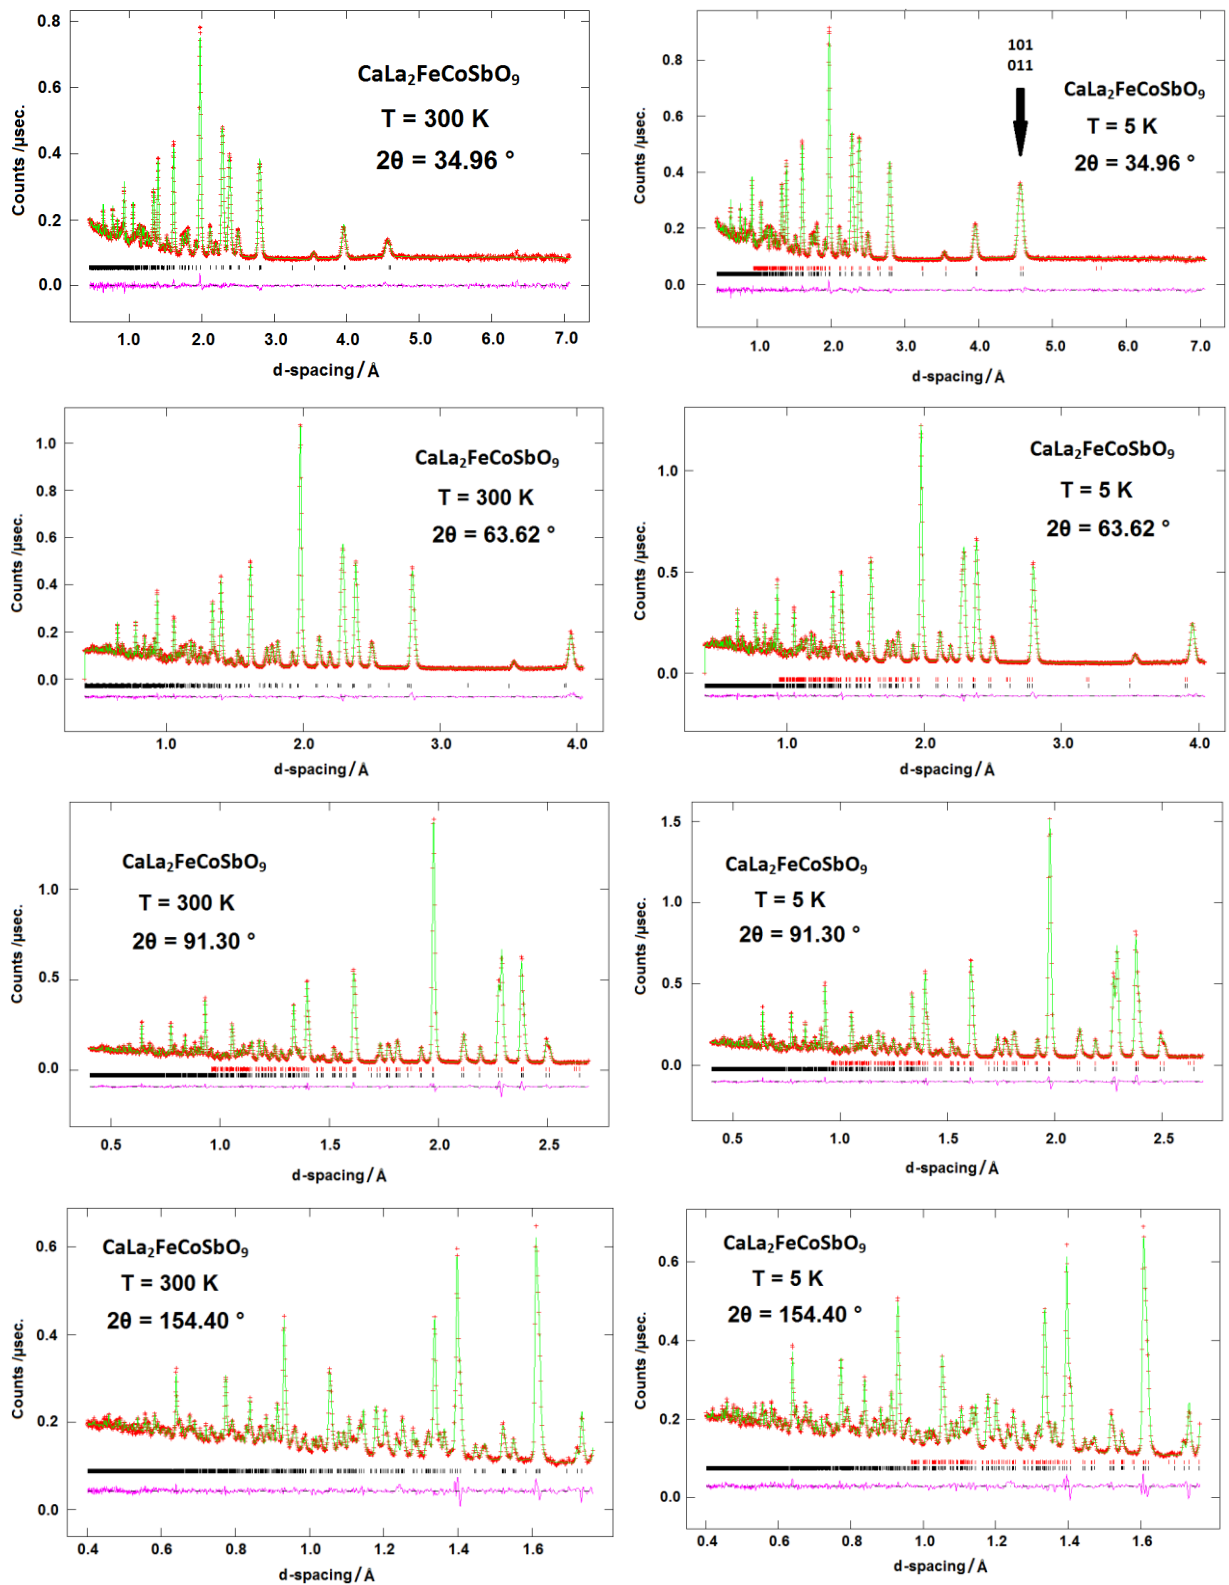 0.8
0.6
0.4
0.2
0.0
Counts /μsec.
CaLa₂FeCoSbO₉
T = 300 K
2θ = 34.96 °
1.0 2.0 3.0 4.0 5.0 6.0 7.0
d-spacing/Å
0.8
0.6
0.4
0.2
0.0
Counts /μsec.
101
011
CaLa₂FeCoSbO₉
T = 5 K
2θ = 34.96 °
1.0 2.0 3.0 4.0 5.0 6.0 7.0
d-spacing/Å
1.0
0.8
0.6
0.4
0.2
0.0
Counts /μsec.
CaLa₂FeCoSbO₉
T = 300 K
2θ = 63.62 °
1.0 2.0 3.0 4.0
d-spacing/Å
1.0
0.5
0.0
Counts /μsec.
CaLa₂FeCoSbO₉
T = 5 K
2θ = 63.62 °
1.0 2.0 3.0 4.0
d-spacing/Å
1.0
0.5
0.0
Counts /μsec.
CaLa₂FeCoSbO₉
T = 300 K
2θ = 91.30 °
0.5 1.0 1.5 2.0 2.5
d-spacing/Å
1.5
1.0
0.5
0.0
Counts /μsec.
CaLa₂FeCoSbO₉
T = 5 K
2θ = 91.30 °
0.5 1.0 1.5 2.0 2.5
d-spacing/Å
0.6
0.4
0.2
0.0
Counts /μsec.
CaLa₂FeCoSbO₉
T = 300 K
2θ = 154.40 °
0.4 0.6 0.8 1.0 1.2 1.4 1.6
d-spacing/Å
0.6
0.4
0.2
0.0
Counts /μsec.
CaLa₂FeCoSbO₉
T = 5 K
2θ = 154.40 °
0.4 0.6 0.8 1.0 1.2 1.4 1.6
d-spacing/Å